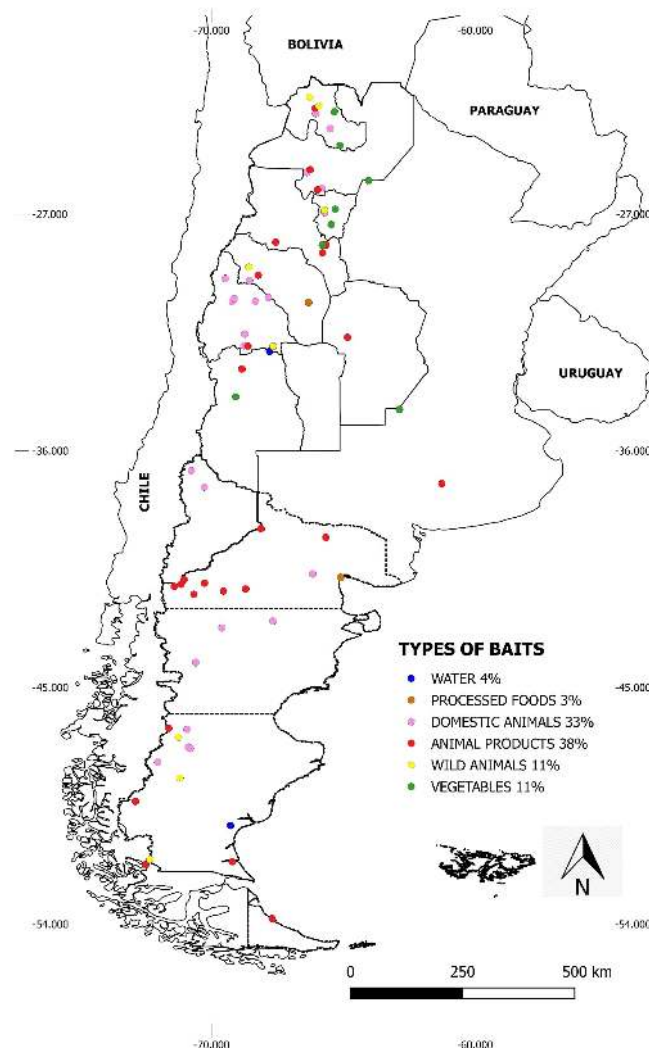 -70.000 -60.000
BOLIVIA
PARAGUAY
-27.000 -27.000
URUGUAY
-36.000 -36.000
CHILE
TYPES OF BAITS
WATER 4%
PROCESSED FOODS 3%
DOMESTIC ANIMALS 33%
ANIMAL PRODUCTS 38%
WILD ANIMALS 11%
VEGETABLES 11%
-45.000 -45.000
N
-54.000 -54.000
0 250 500 km
-70.000 -60.000